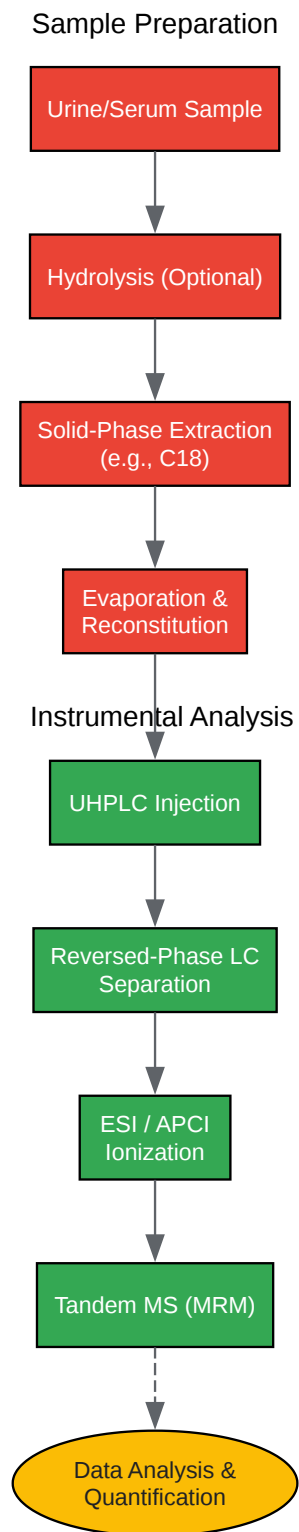 Sample Preparation
Urine/Serum Sample
Hydrolysis (Optional)
Solid-Phase Extraction
(e.g., C18)
Evaporation &
Reconstitution
Instrumental Analysis
UHPLC Injection
Reversed-Phase LC
Separation
ESI / APCI
Ionization
Tandem MS (MRM)
Data Analysis &
Quantification